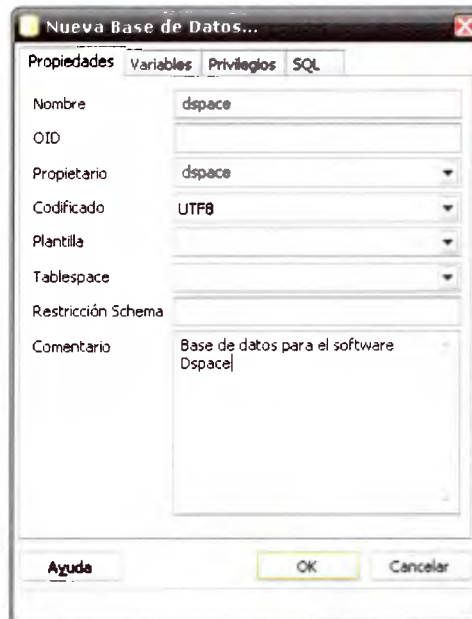 Nueva Base de Datos...
Propiedades Variables Privilegios SQL
Nombre dspace
OID
Propietario dspace
Codificado UTF8
Plantilla
Tablespace
Restricción Schema
Comentario Base de datos para el software
Dspace
Ayuda OK Cancelar